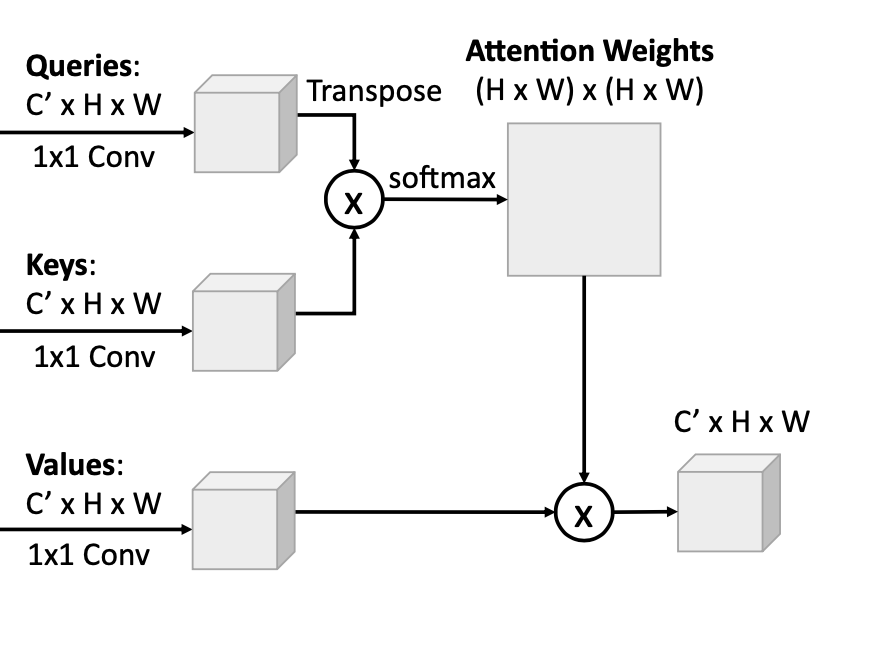 Queries:
C’ x H x W
1x1 Conv
Transpose
Attention Weights
(H x W) x (H x W)
X
softmax
Keys:
C’ x H x W
1x1 Conv
Values:
C’ x H x W
1x1 Conv
X
C’ x H x W